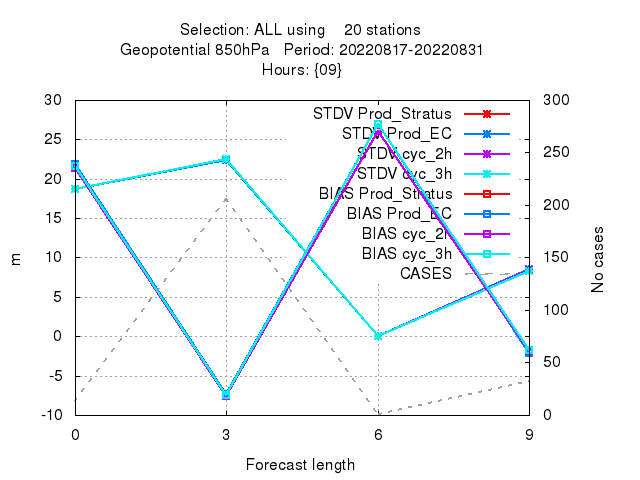 Selection: ALL using 20 stations
Geopotential 850hPa Period: 20220817-20220831
Hours: {09}
30 300
STDV Prod_Stratus
STDV Prod_EC
25 250
STDV cyc_2h
STDV cyc_3h
20 200
BIAS Prod_Stratus
BIAS Prod_EC
15
BIAS cyc_2h
BIAS cyc_3h
10 150
CASES
m
No cases
5 100
0
-5 50
-10 0
0 3 6 9
Forecast length